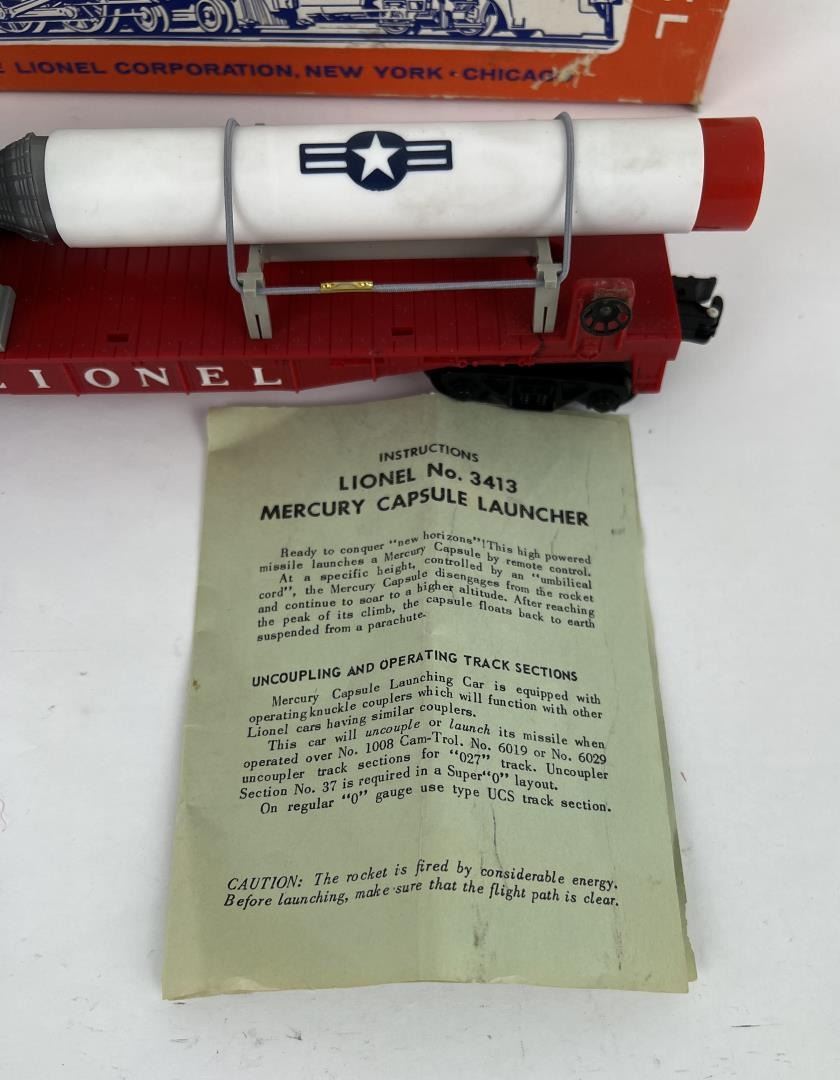 EL
E LIONEL CORPORATION, NEW YORK • CHICAGO
LIONEL
INSTRUCTIONS
LIONEL No. 3413
MERCURY CAPSULE LAUNCHER
Ready to conquer "new horizons"! This high powered
missile launches a Mercury Capsule by remote control.
At a specific height, controlled by an "umbilical
cord", the Mercury Capsule disengages from the rocket
and continue to soar to a higher altitude. After reaching
the peak of its climb, the capsule floats back to earth
suspended from a parachute.
UNCOUPLING AND OPERATING TRACK SECTIONS
Mercury Capsule Launching Car is equipped with
operating knuckle couplers which will function with other
Lionel cars having similar couplers.
This car will uncouple or launch its missile when
operated over No. 1008 Cam-Trol. No. 6019 or No. 6029
uncoupler track sections for "027" track. Uncoupler
Section No. 37 is required in a Super "0" layout.
On regular "0" gauge use type UCS track section.
CAUTION: The rocket is fired by considerable energy.
Before launching, make sure that the flight path is clear.